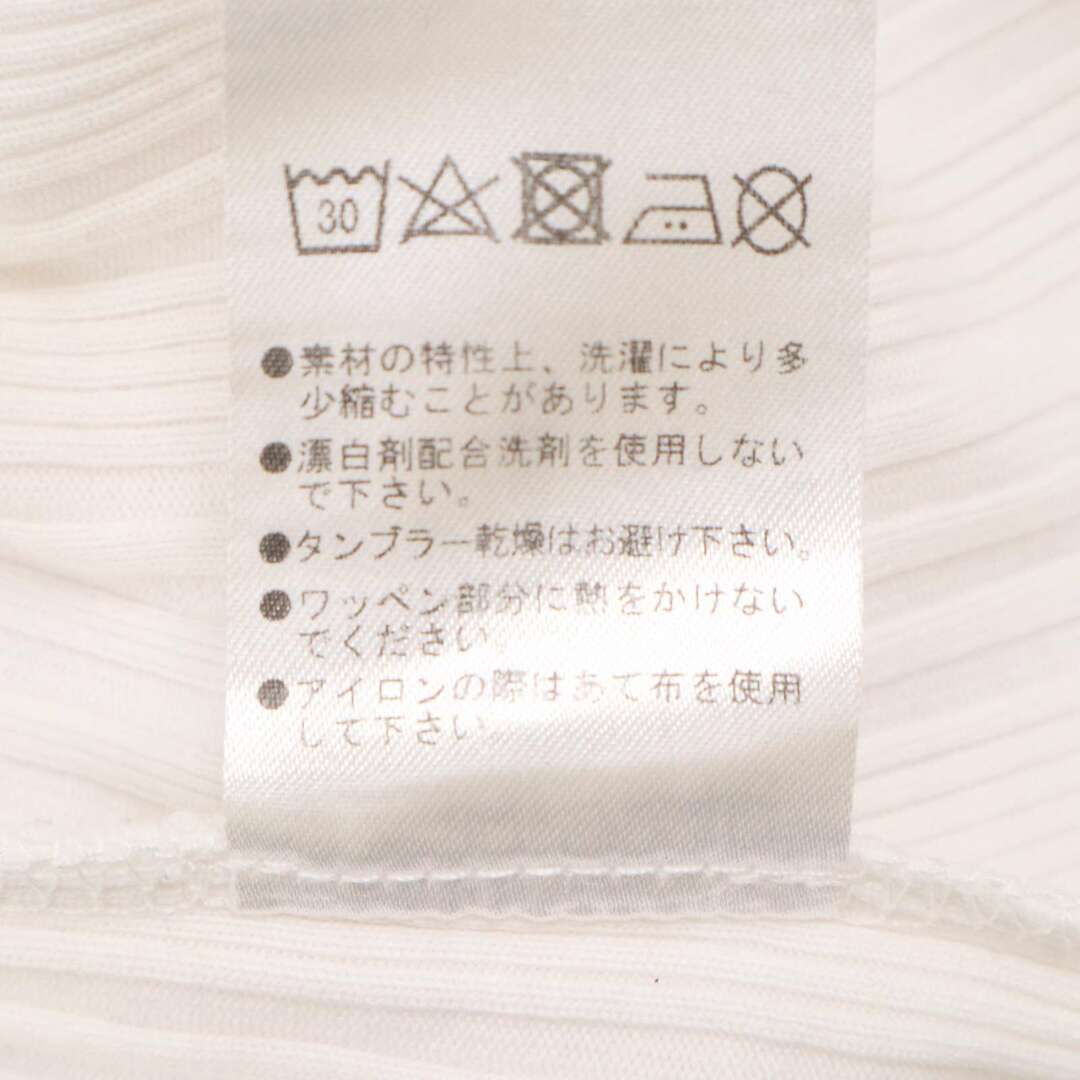 30
●素材の特性上、洗濯により多
少縮むことがあります。
●漂白剤配合洗剤を使用しない
で下さい。
●タンブラー乾燥はお避け下さい。
●ワッペン部分に熱をかけない
でください。
●アイロンの際はあて布を使用
して下さい